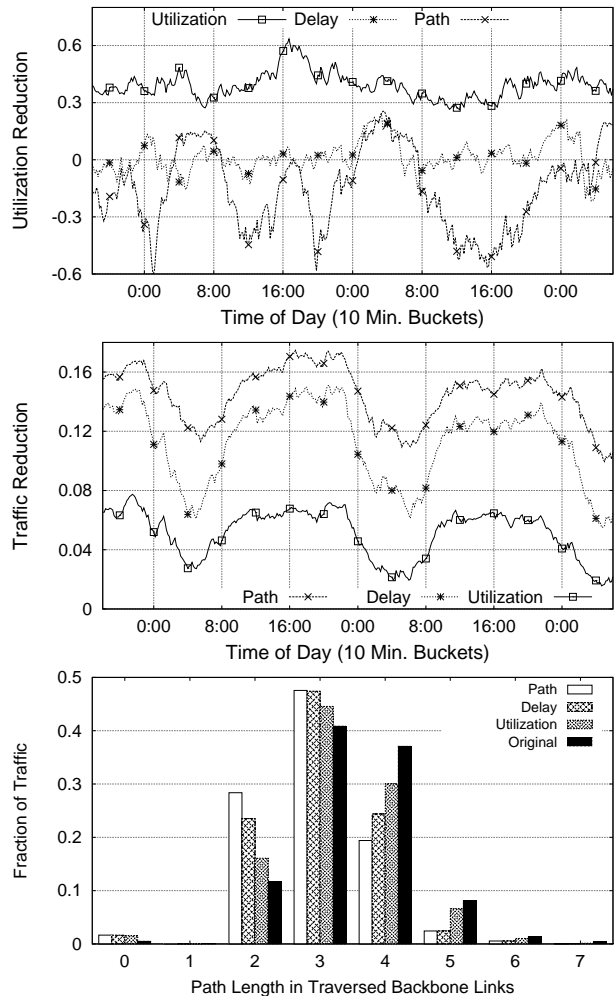 Utilization Delay Path
Utilization Reduction
0.6
0.3
0
-0.3
-0.6
0:00 8:00 16:00 0:00 8:00 16:00 0:00
Time of Day (10 Min. Buckets)
Traffic Reduction
0.16
0.12
0.08
0.04
0
Path Delay Utilization
0:00 8:00 16:00 0:00 8:00 16:00 0:00
Time of Day (10 Min. Buckets)
Fraction of Traffic
0.5
0.4
0.3
0.2
0.1
0
Path
Delay
Utilization
Original
0 1 2 3 4 5 6 7
Path Length in Traversed Backbone Links